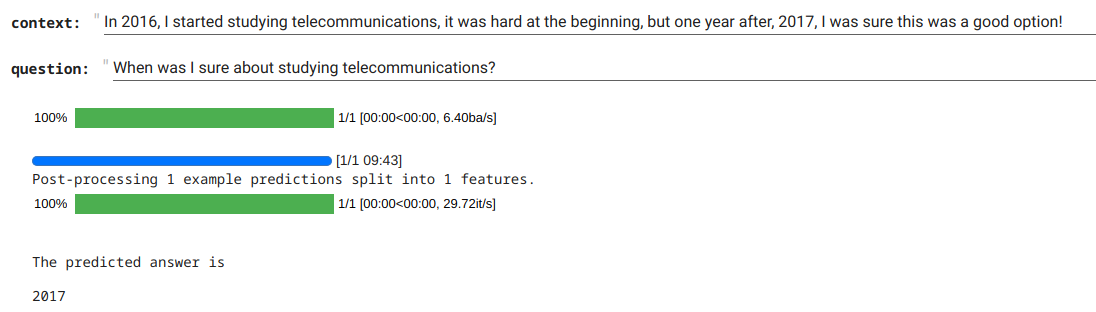 context: " In 2016, I started studying telecommunications, it was hard at the beginning, but one year after, 2017, I was sure this was a good option!
question: " When was I sure about studying telecommunications?
100% 1/1 [00:00<00:00, 6.40ba/s]
[1/1 09:43]
Post-processing 1 example predictions split into 1 features.
100% 1/1 [00:00<00:00, 29.72it/s]
The predicted answer is
2017